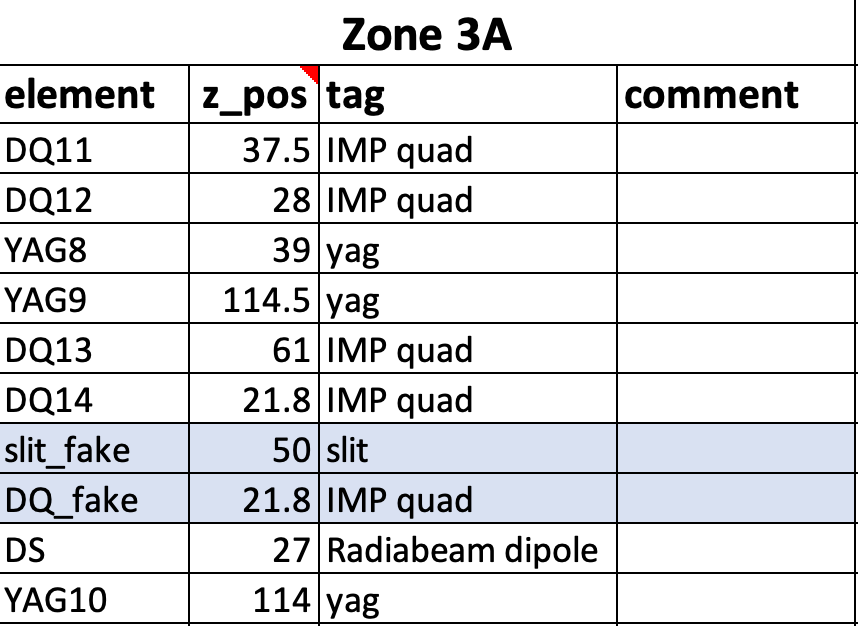 Zone 3A
element z_pos tag comment
DQ11 37.5 IMP quad
DQ12 28 IMP quad
YAG8 39 yag
YAG9 114.5 yag
DQ13 61 IMP quad
DQ14 21.8 IMP quad
slit_fake 50 slit
DQ_fake 21.8 IMP quad
DS 27 Radiabeam dipole
YAG10 114 yag